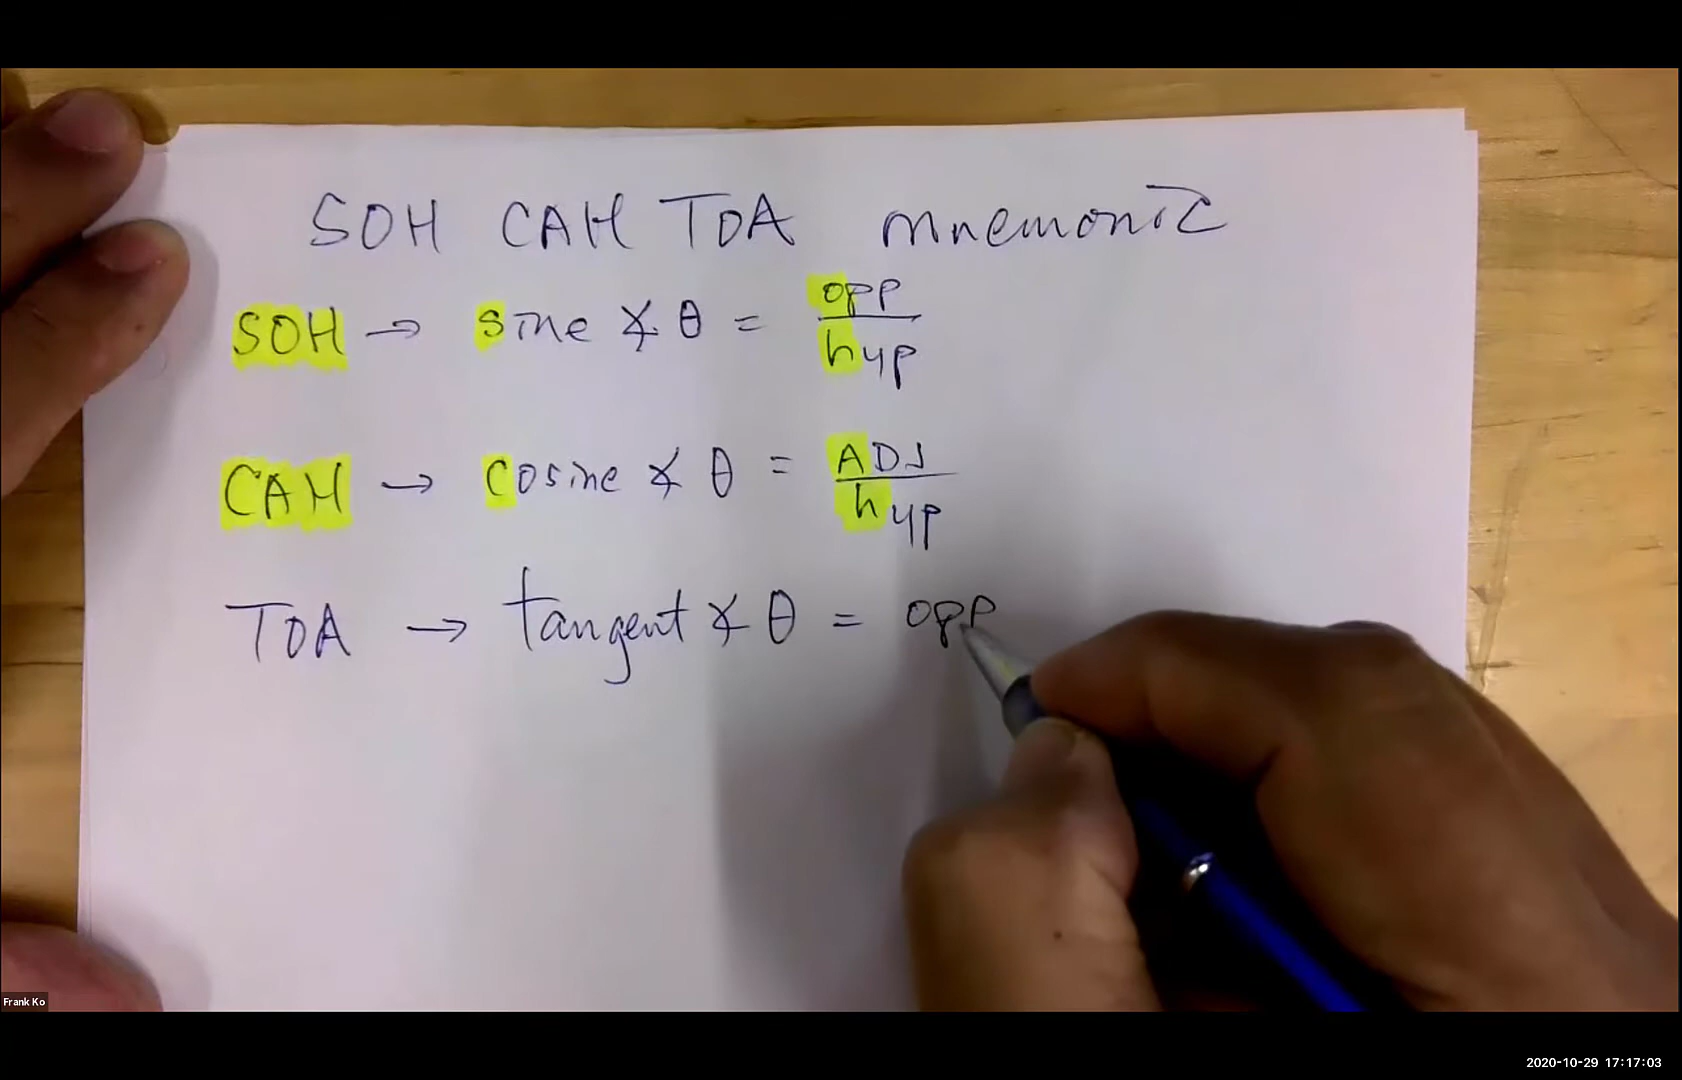 SOH CAH TOA mnemonic
SOH → sine ∡ θ = opp
hyp
CAH → cosine ∡ θ = ADJ
hyp
TOA → tangent ∡ θ = opp
Frank Ko
2020-10-29 17:17:03